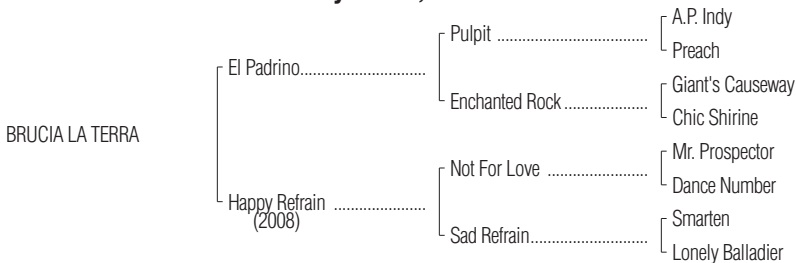 A.P. Indy
Pulpit ....................................
Preach
El Padrino..............................
Giant's Causeway
Enchanted Rock ....................
Chic Shirine
BRUCIA LA TERRA
Mr. Prospector
Not For Love ........................
Dance Number
Happy Refrain ......................
(2008)
Smarten
Sad Refrain............................
Lonely Balladier